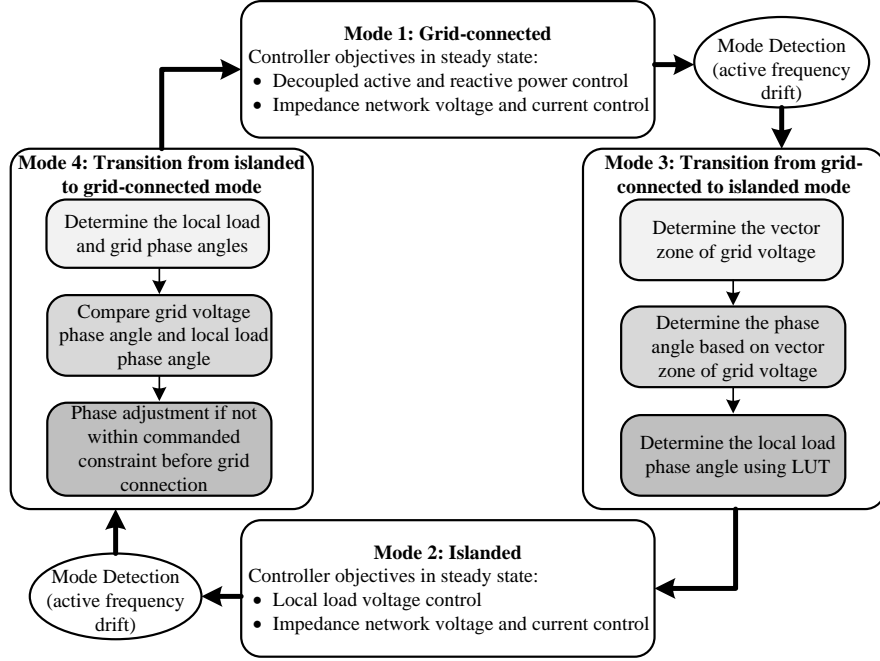 Mode 1: Grid-connected
Controller objectives in steady state:
• Decoupled active and reactive power control
• Impedance network voltage and current control
Mode Detection
(active frequency
drift)
Mode 4: Transition from islanded
to grid-connected mode
Determine the local load
and grid phase angles
Compare grid voltage
phase angle and local load
phase angle
Phase adjustment if not
within commanded
constraint before grid
connection
Mode 3: Transition from grid-
connected to islanded mode
Determine the vector
zone of grid voltage
Determine the phase
angle based on vector
zone of grid voltage
Determine the local load
phase angle using LUT
Mode 2: Islanded
Controller objectives in steady state:
• Local load voltage control
• Impedance network voltage and current control
Mode Detection
(active frequency
drift)